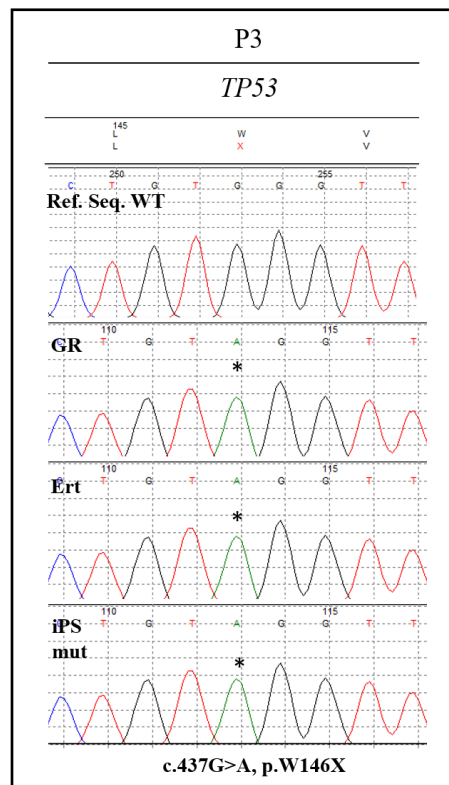 P3
TP53
145
L W V
L X V
250 255
C T G T G G G T T
Ref. Seq. WT
110 115
C T G T A G G T T
GR
*
110 115
T G T A G G T T
Ert
*
110 115
T G T A G G T T
iPS
mut
*
c.437G>A, p.W146X